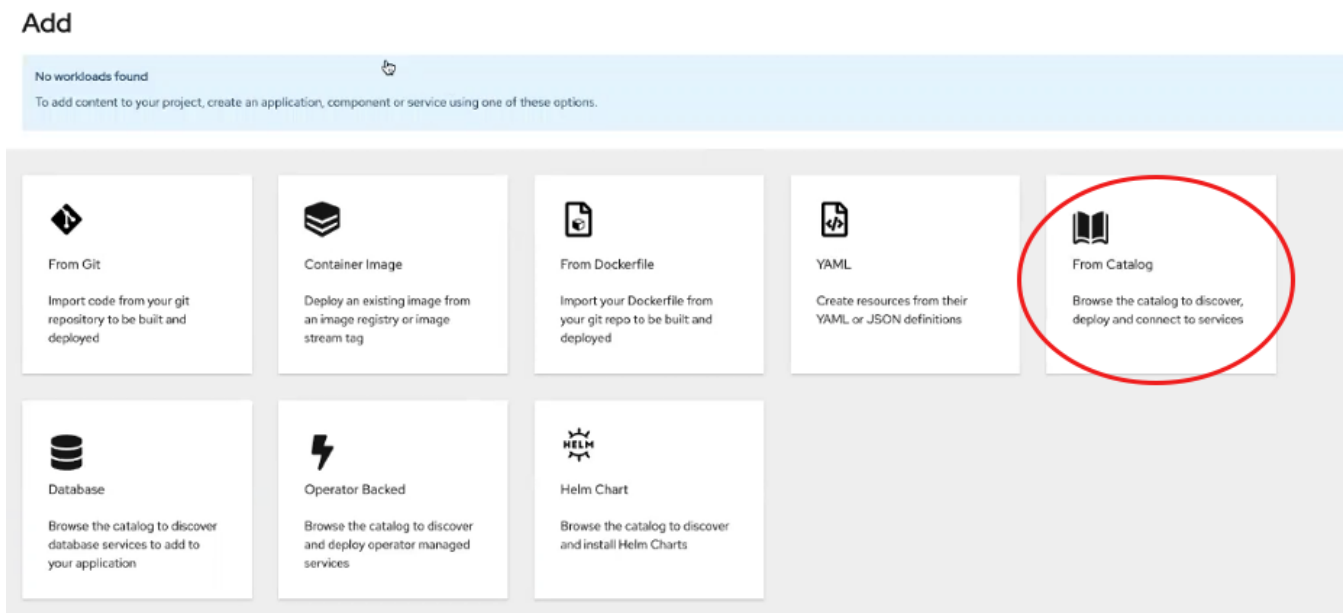 Add
No workloads found
To add content to your project, create an application, component or service using one of these options.
From Git
Import code from your git
repository to be built and
deployed
Container Image
Deploy an existing image from
an image registry or image
stream tag
From Dockerfile
Import your Dockerfile from
your git repo to be built and
deployed
YAML
Create resources from their
YAML or JSON definitions
From Catalog
Browse the catalog to discover,
deploy and connect to services
Database
Browse the catalog to discover
database services to add to
your application
Operator Backed
Browse the catalog to discover
and deploy operator managed
services
HELM
Helm Chart
Browse the catalog to discover
and install Helm Charts